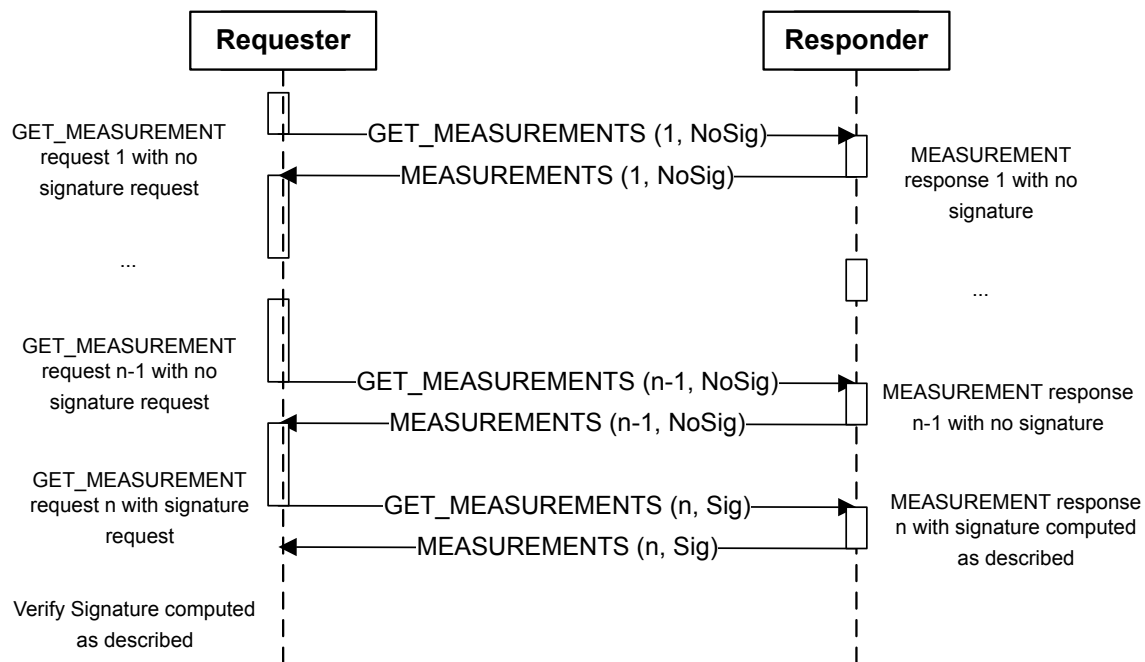 Requester
Responder
GET_MEASUREMENT
request 1 with no
signature request
GET_MEASUREMENTS (1, NoSig)
MEASUREMENTS (1, NoSig)
MEASUREMENT
response 1 with no
signature
...
...
GET_MEASUREMENT
request n-1 with no
signature request
GET_MEASUREMENTS (n-1, NoSig)
MEASUREMENTS (n-1, NoSig)
MEASUREMENT response
n-1 with no signature
GET_MEASUREMENT
request n with signature
request
GET_MEASUREMENTS (n, Sig)
MEASUREMENTS (n, Sig)
MEASUREMENT response
n with signature computed
as described
Verify Signature computed
as described